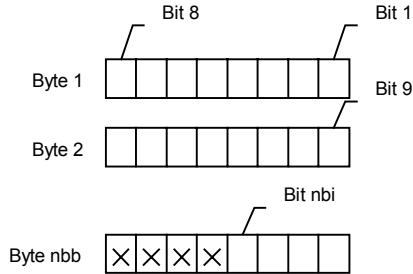 Bit 8
Bit 1
Byte 1
Bit 9
Byte 2
Bit nbi
Byte nbb